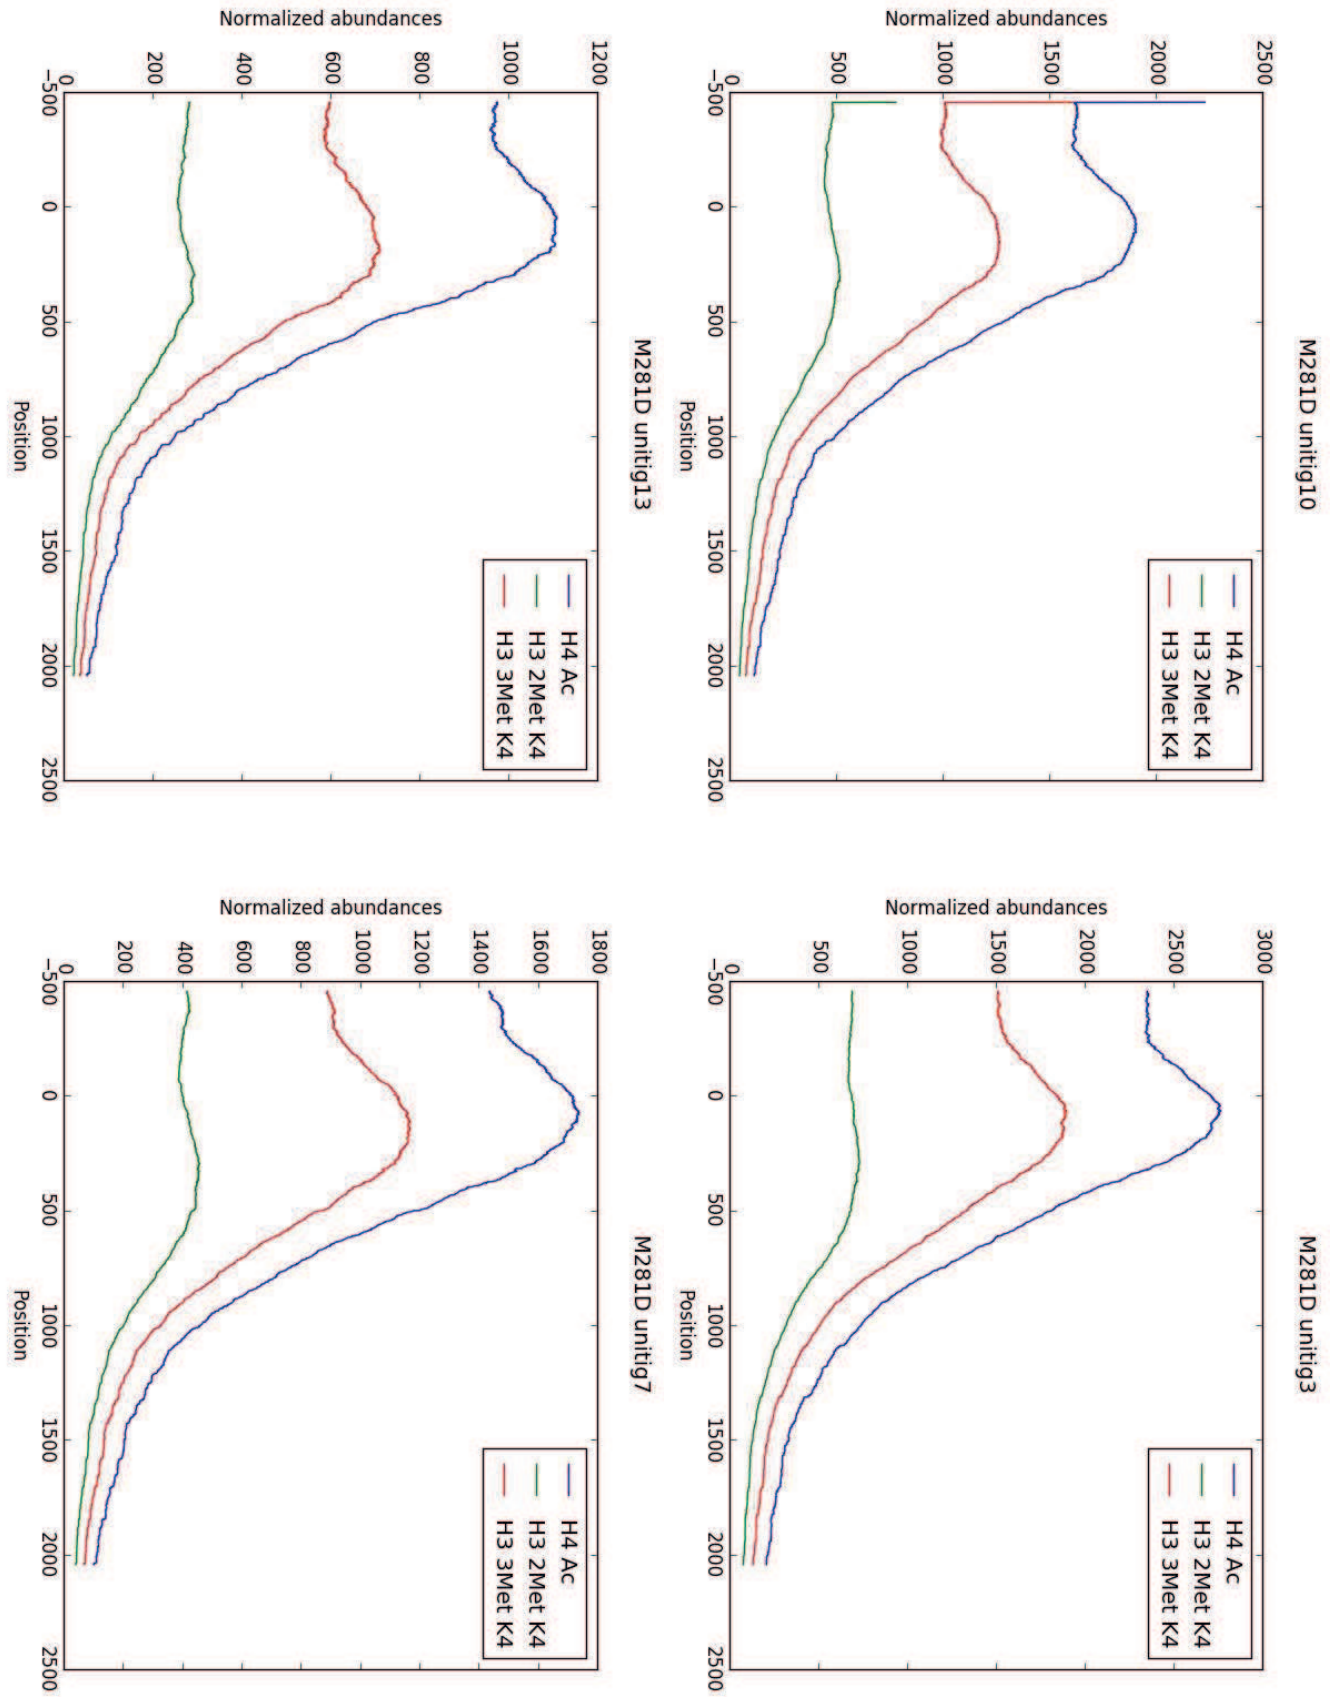 M281D unitig10
2500
2000
1500
1000
500
0
Normalized abundances
H4 Ac
H3 2Met K4
H3 3Met K4
−500 0 500 1000 1500 2000 2500
Position
M281D unitig3
3000
2500
2000
1500
1000
500
0
Normalized abundances
H4 Ac
H3 2Met K4
H3 3Met K4
−500 0 500 1000 1500 2000 2500
Position
M281D unitig13
1200
1000
800
600
400
200
0
Normalized abundances
H4 Ac
H3 2Met K4
H3 3Met K4
−500 0 500 1000 1500 2000 2500
Position
M281D unitig7
1800
1600
1400
1200
1000
800
600
400
200
0
Normalized abundances
H4 Ac
H3 2Met K4
H3 3Met K4
−500 0 500 1000 1500 2000 2500
Position